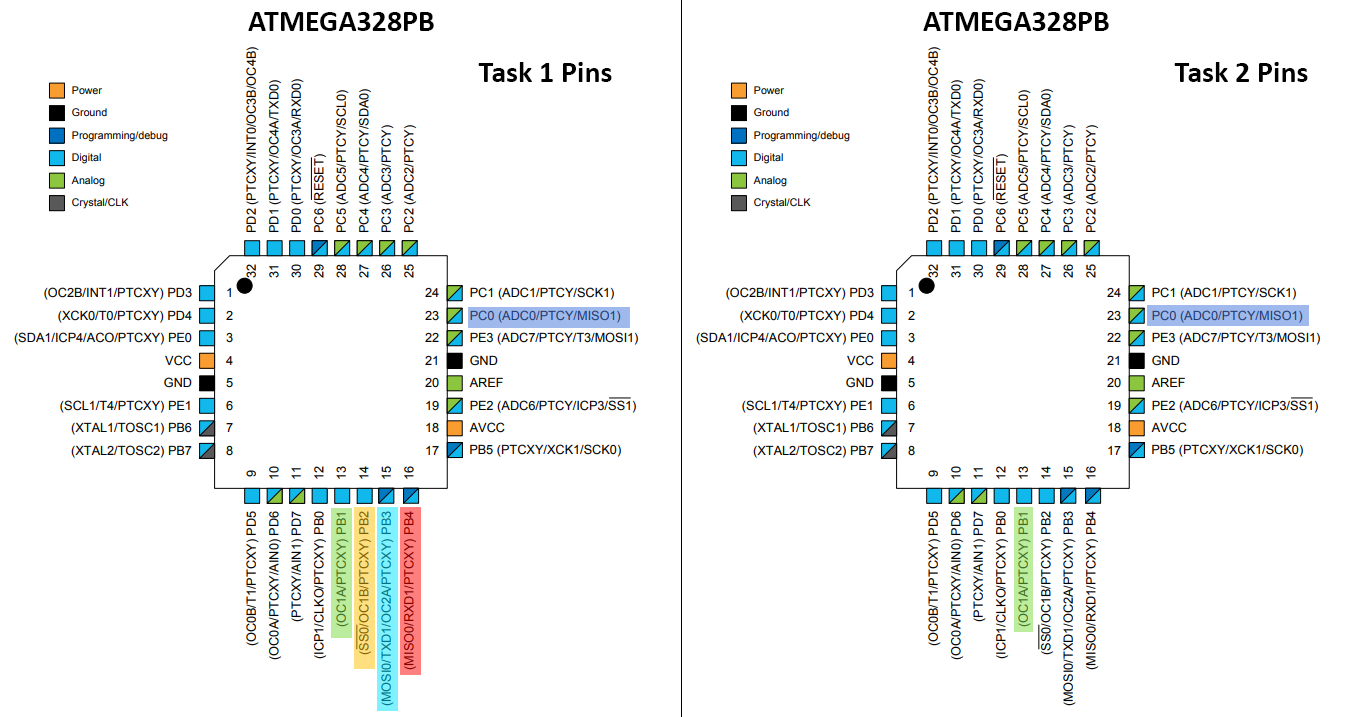 ATMEGA328PB
Task 1 Pins
Power
Ground
Programming/debug
Digital
Analog
Crystal/CLK
PD2 (PTCXY/INT0/OC3B/OC4B)
PD1 (PTCXY/OC4A/TXD0)
PD0 (PTCXY/OC3A/RXD0)
PC6 (RESET)
PC5 (ADC5/PTCY/SCL0)
PC4 (ADC4/PTCY/SDA0)
PC3 (ADC3/PTCY)
PC2 (ADC2/PTCY)
32 31 30 29 28 27 26 25
(OC2B/INT1/PTCXY) PD3 1
(XCK0/T0/PTCXY) PD4 2
(SDA1/ICP4/ACO/PTCXY) PE0 3
VCC 4
GND 5
(SCL1/T4/PTCXY) PE1 6
(XTAL1/TOSC1) PB6 7
(XTAL2/TOSC2) PB7 8
24 PC1 (ADC1/PTCY/SCK1)
23 PC0 (ADC0/PTCY/MISO1)
22 PE3 (ADC7/PTCY/T3/MOSI1)
21 GND
20 AREF
19 PE2 (ADC6/PTCY/ICP3/SS1)
18 AVCC
17 PB5 (PTCXY/XCK1/SCK0)
9 10 11 12 13 14 15 16
(OC0B/T1/PTCXY) PD5
(OC0A/PTCXY/AIN0) PD6
(PTCXY/AIN1) PD7
(ICP1/CLKO/PTCXY) PB0
(OC1A/PTCXY) PB1
(SS0/OC1B/PTCXY) PB2
(MOSI0/TXD1/OC2A/PTCXY) PB3
(MISO0/RXD1/PTCXY) PB4
ATMEGA328PB
Task 2 Pins
Power
Ground
Programming/debug
Digital
Analog
Crystal/CLK
PD2 (PTCXY/INT0/OC3B/OC4B)
PD1 (PTCXY/OC4A/TXD0)
PD0 (PTCXY/OC3A/RXD0)
PC6 (RESET)
PC5 (ADC5/PTCY/SCL0)
PC4 (ADC4/PTCY/SDA0)
PC3 (ADC3/PTCY)
PC2 (ADC2/PTCY)
32 31 30 29 28 27 26 25
(OC2B/INT1/PTCXY) PD3 1
(XCK0/T0/PTCXY) PD4 2
(SDA1/ICP4/ACO/PTCXY) PE0 3
VCC 4
GND 5
(SCL1/T4/PTCXY) PE1 6
(XTAL1/TOSC1) PB6 7
(XTAL2/TOSC2) PB7 8
24 PC1 (ADC1/PTCY/SCK1)
23 PC0 (ADC0/PTCY/MISO1)
22 PE3 (ADC7/PTCY/T3/MOSI1)
21 GND
20 AREF
19 PE2 (ADC6/PTCY/ICP3/SS1)
18 AVCC
17 PB5 (PTCXY/XCK1/SCK0)
9 10 11 12 13 14 15 16
(OC0B/T1/PTCXY) PD5
(OC0A/PTCXY/AIN0) PD6
(PTCXY/AIN1) PD7
(ICP1/CLKO/PTCXY) PB0
(OC1A/PTCXY) PB1
(SS0/OC1B/PTCXY) PB2
(MOSI0/TXD1/OC2A/PTCXY) PB3
(MISO0/RXD1/PTCXY) PB4